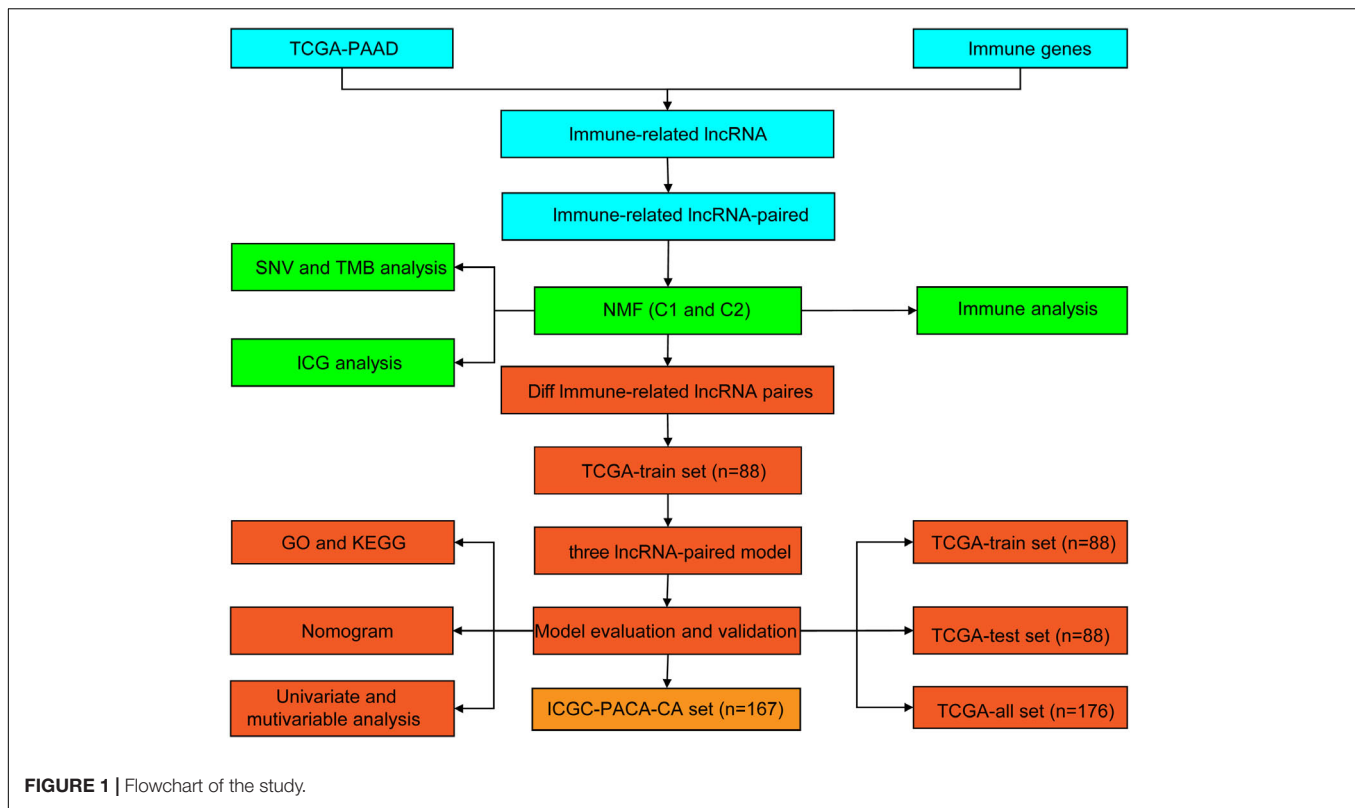 TCGA-PAAD
Immune genes
Immune-related lncRNA
Immune-related lncRNA-paired
SNV and TMB analysis
NMF (C1 and C2)
Immune analysis
ICG analysis
Diff Immune-related lncRNA paires
TCGA-train set (n=88)
GO and KEGG
three lncRNA-paired model
TCGA-train set (n=88)
Nomogram
Model evaluation and validation
TCGA-test set (n=88)
Univariate and
mutivariable analysis
ICGC-PACA-CA set (n=167)
TCGA-all set (n=176)
FIGURE 1 | Flowchart of the study.